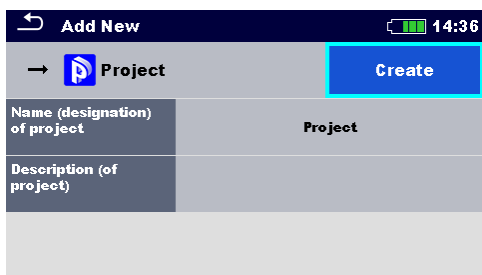 Add New
14:36
→ Project
Create
Name (designation)
of project
Project
Description (of
project)